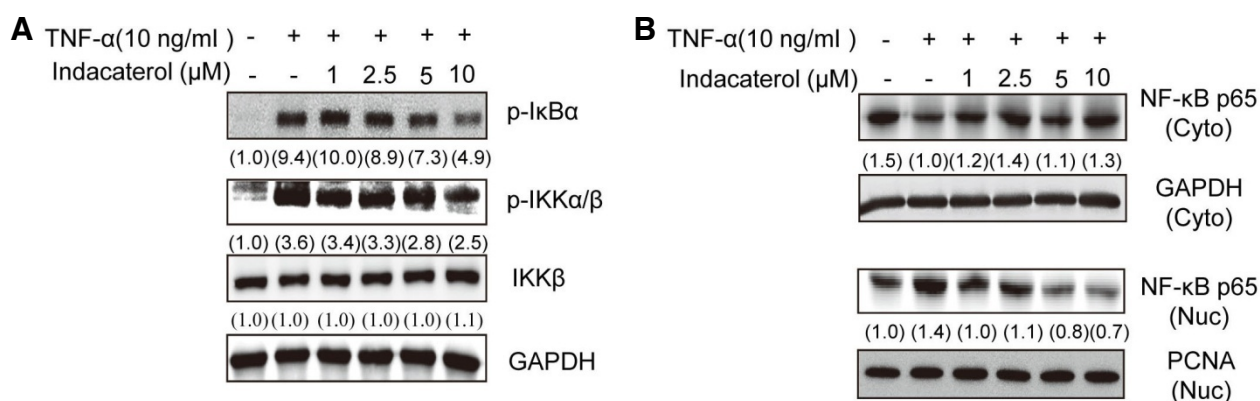 A
TNF-α(10 ng/ml ) - + + + + +
Indacaterol (μM) - - 1 2.5 5 10
p-IκBα
(1.0) (9.4) (10.0) (8.9) (7.3) (4.9)
p-IKKα/β
(1.0) (3.6) (3.4) (3.3) (2.8) (2.5)
IKKβ
(1.0) (1.0) (1.0) (1.0) (1.0) (1.1)
GAPDH
B
TNF-α(10 ng/ml ) - + + + + +
Indacaterol (μM) - - 1 2.5 5 10
NF-κB p65
(Cyto)
(1.5) (1.0) (1.2) (1.4) (1.1) (1.3)
GAPDH
(Cyto)
NF-κB p65
(Nuc)
(1.0) (1.4) (1.0) (1.1) (0.8) (0.7)
PCNA
(Nuc)